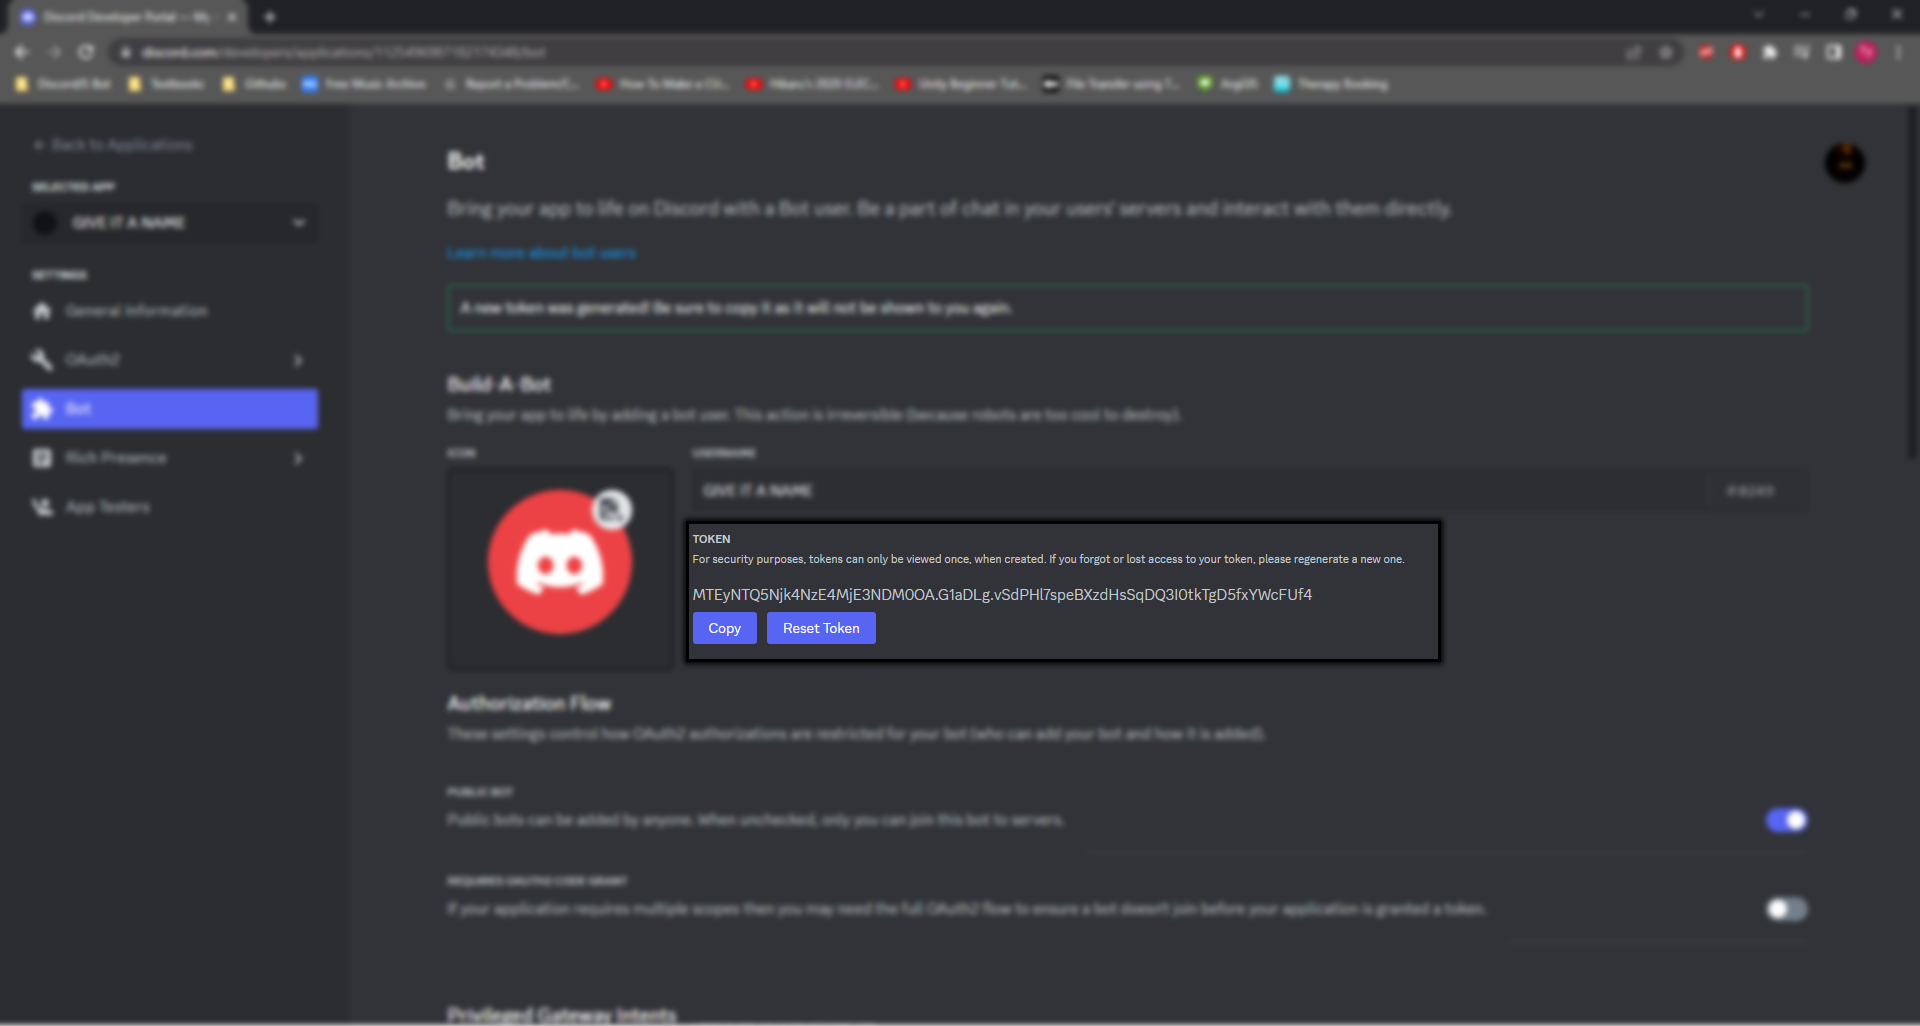 Discord Developer Portal — My
Back to Applications
SELECTED APP
GIVE IT A NAME
SETTINGS
General Information
OAuth2
Bot
Rich Presence
App Testers
Bot
Bring your app to life on Discord with a Bot user. Be a part of chat in your users' servers and interact with them directly.
Learn more about bot users
A new token was generated! Be sure to copy it as it will not be shown to you again.
Build-A-Bot
Bring your app to life by adding a bot user. This action is irreversible (because robots are too cool to destroy).
ICON
USERNAME
GIVE IT A NAME
TOKEN
For security purposes, tokens can only be viewed once, when created. If you forgot or lost access to your token, please regenerate a new one.
MTEyNTQ5Njk4NzE4MjE3NDM0OA.G1aDLg.vSdPHl7speBXzdHsSqDQ3I0tkTgD5fxYWcFUf4
Copy
Reset Token
Authorization Flow
These settings control how OAuth2 authorizations are restricted for your bot (who can add your bot and how it is added).
PUBLIC BOT
Public bots can be added by anyone. When unchecked, only you can join this bot to servers.
REQUIRES OAUTH2 CODE GRANT
If your application requires multiple scopes then you may need the full OAuth2 flow to ensure a bot doesn't join before your application is granted a token.
Privileged Gateway Intents